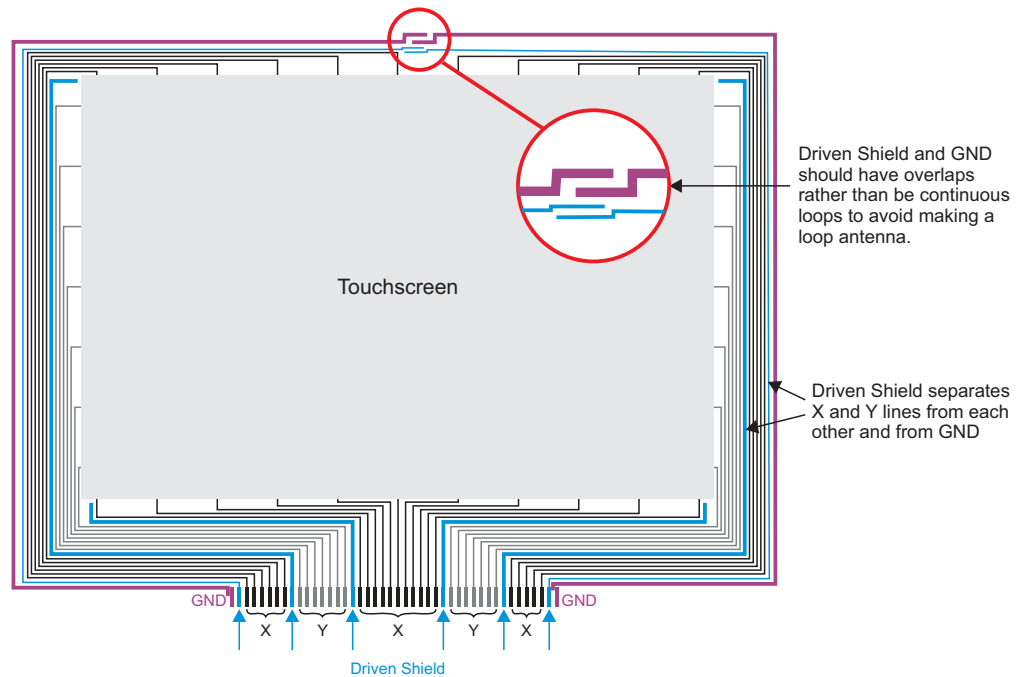 Driven Shield and GND
should have overlaps
rather than be continuous
loops to avoid making a
loop antenna.
Touchscreen
Driven Shield separates
X and Y lines from each
other and from GND
GND
GND
X
Y
X
Y
X
Driven Shield